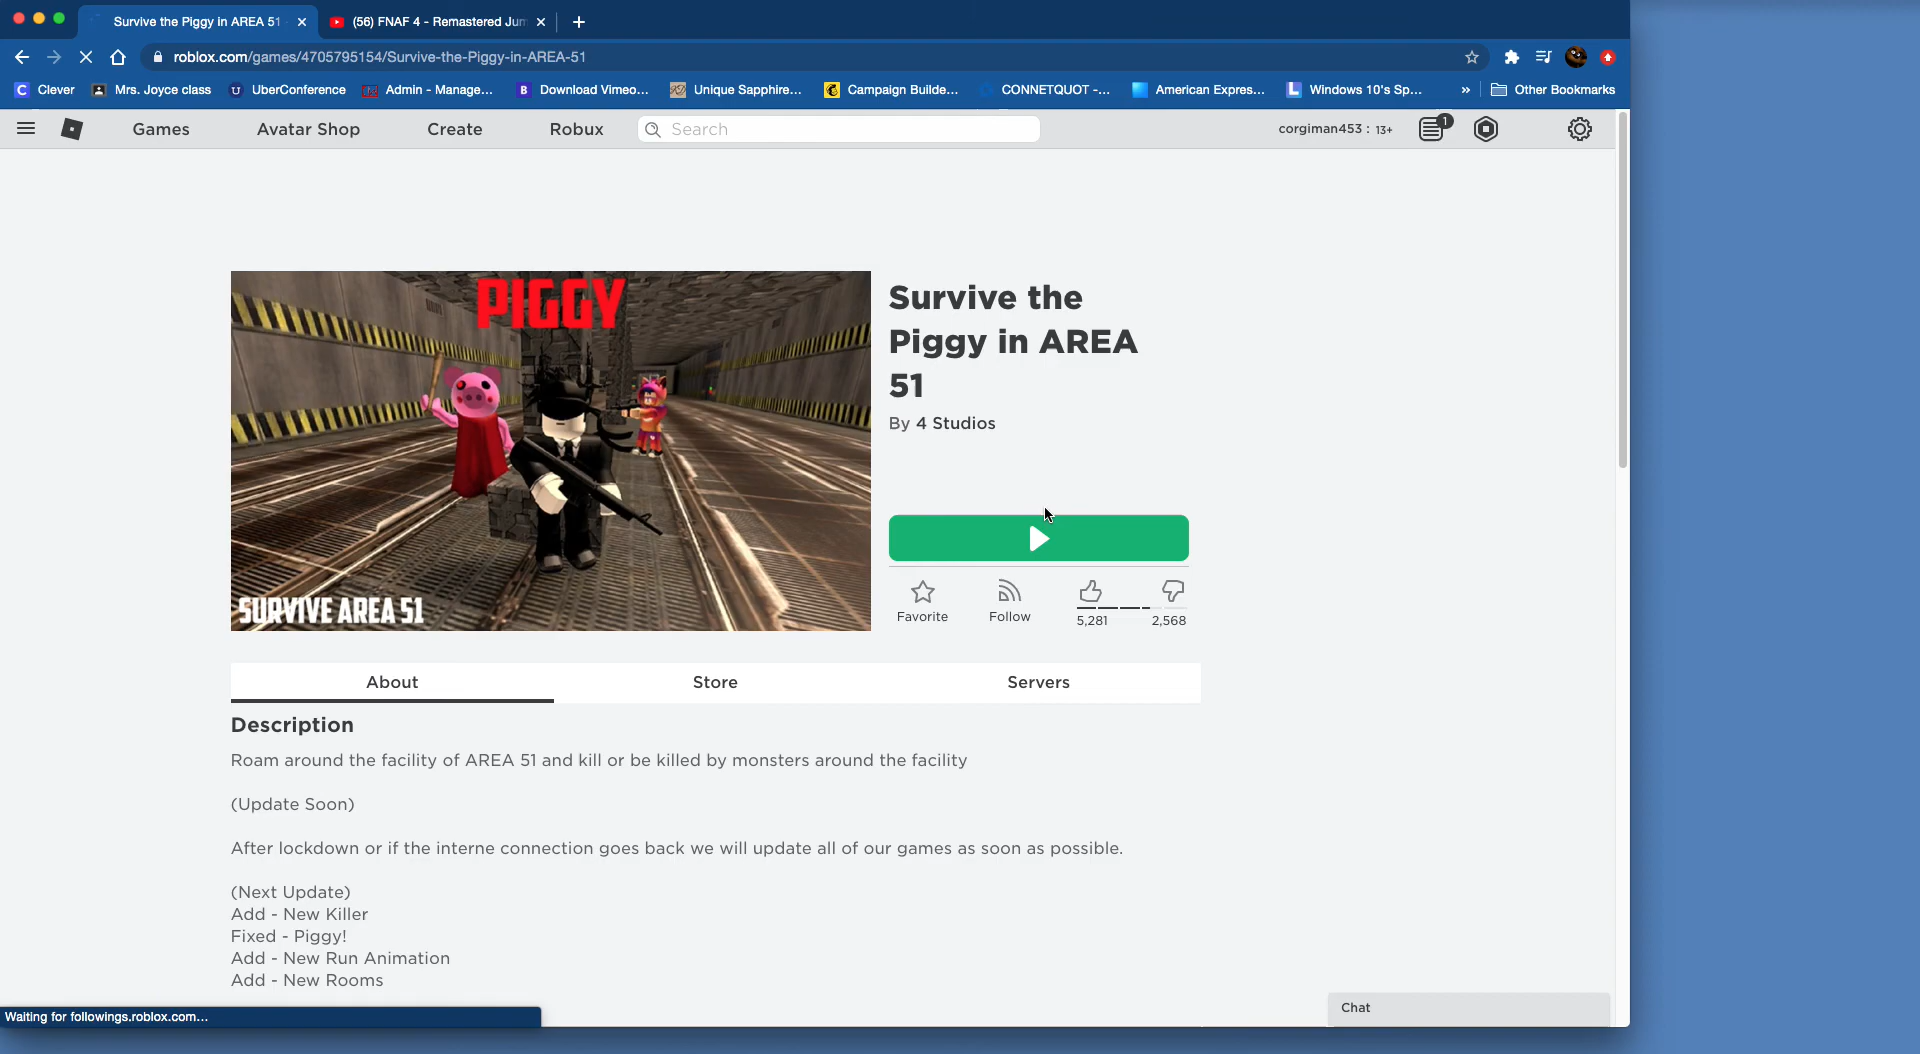 Survive the Piggy in AREA 51
(56) FNAF 4 - Remastered Jum
roblox.com/games/4705795154/Survive-the-Piggy-in-AREA-51
Clever Mrs. Joyce class UberConference Admin - Manage... Download Vimeo... Unique Sapphire... Campaign Builde... CONNETQUOT -... American Expres... Windows 10's Sp... » Other Bookmarks
Games Avatar Shop Create Robux Search corgiman453 : 13+ 1
PIGGY
SURVIVE AREA 51
Survive the
Piggy in AREA
51
By 4 Studios
Favorite Follow 5,281 2,568
About Store Servers
Description
Roam around the facility of AREA 51 and kill or be killed by monsters around the facility
(Update Soon)
After lockdown or if the interne connection goes back we will update all of our games as soon as possible.
(Next Update)
Add - New Killer
Fixed - Piggy!
Add - New Run Animation
Add - New Rooms
Chat
Waiting for followings.roblox.com...